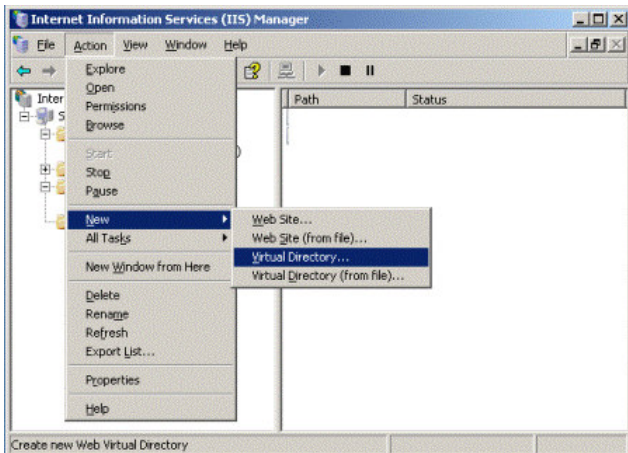 Internet Information Services (IIS) Manager
File Action View Window Help
Explore
Open
Permissions
Browse
Start
Stop
Pause
New
All Tasks
New Window from Here
Delete
Rename
Refresh
Export List...
Properties
Help
Web Site...
Web Site (from file)...
Virtual Directory...
Virtual Directory (from file)...
Inter
S
Path Status
Create new Web Virtual Directory